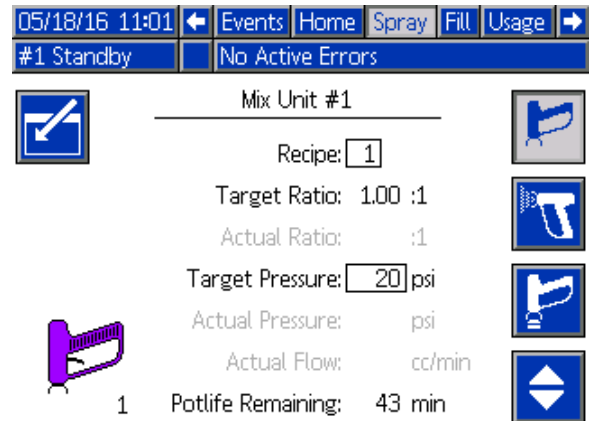 05/18/16 11:01 Events Home Spray Fill Usage
#1 Standby No Active Errors
Mix Unit #1
Recipe: 1
Target Ratio: 1.00 :1
Actual Ratio: :1
Target Pressure: 20 psi
Actual Pressure: psi
Actual Flow: cc/min
1 Potlife Remaining: 43 min